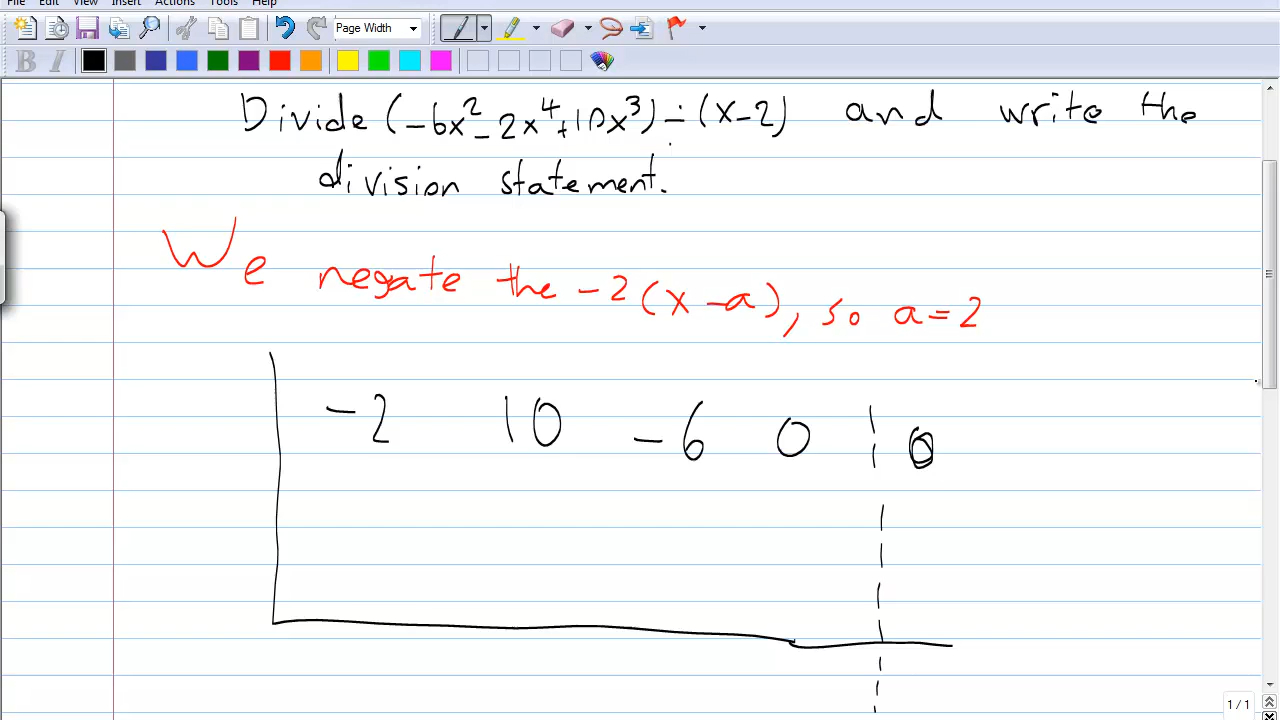 File Edit View Insert Actions Tools Help
Page Width
B I
Divide (-6x²-2x⁴+10x³) ÷ (x-2) and write the
division statement.
We negate the -2 (x-a), so a=2
-2 10 -6 0 0
1 / 1